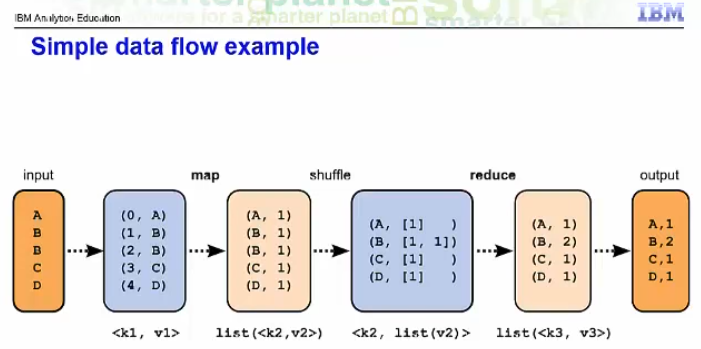 IBM Analytics Education
IBM
Simple data flow example
input
map
shuffle
reduce
output
A
B
B
C
D
(0, A)
(1, B)
(2, B)
(3, C)
(4, D)
(A, 1)
(B, 1)
(B, 1)
(C, 1)
(D, 1)
(A, [1] )
(B, [1, 1])
(C, [1] )
(D, [1] )
(A, 1)
(B, 2)
(C, 1)
(D, 1)
A,1
B,2
C,1
D,1
<k1, v1>
list(<k2,v2>)
<k2, list(v2)>
list(<k3, v3>)